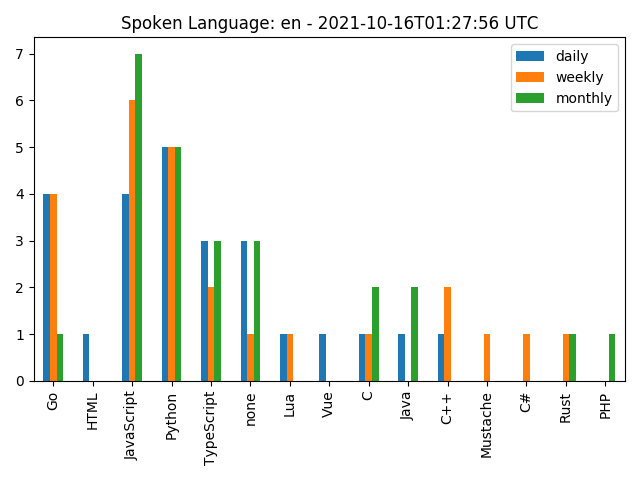 Spoken Language: en - 2021-10-16T01:27:56 UTC
daily
weekly
monthly
7
6
5
4
3
2
1
0
Go
HTML
JavaScript
Python
TypeScript
none
Lua
Vue
C
Java
C++
Mustache
C#
Rust
PHP